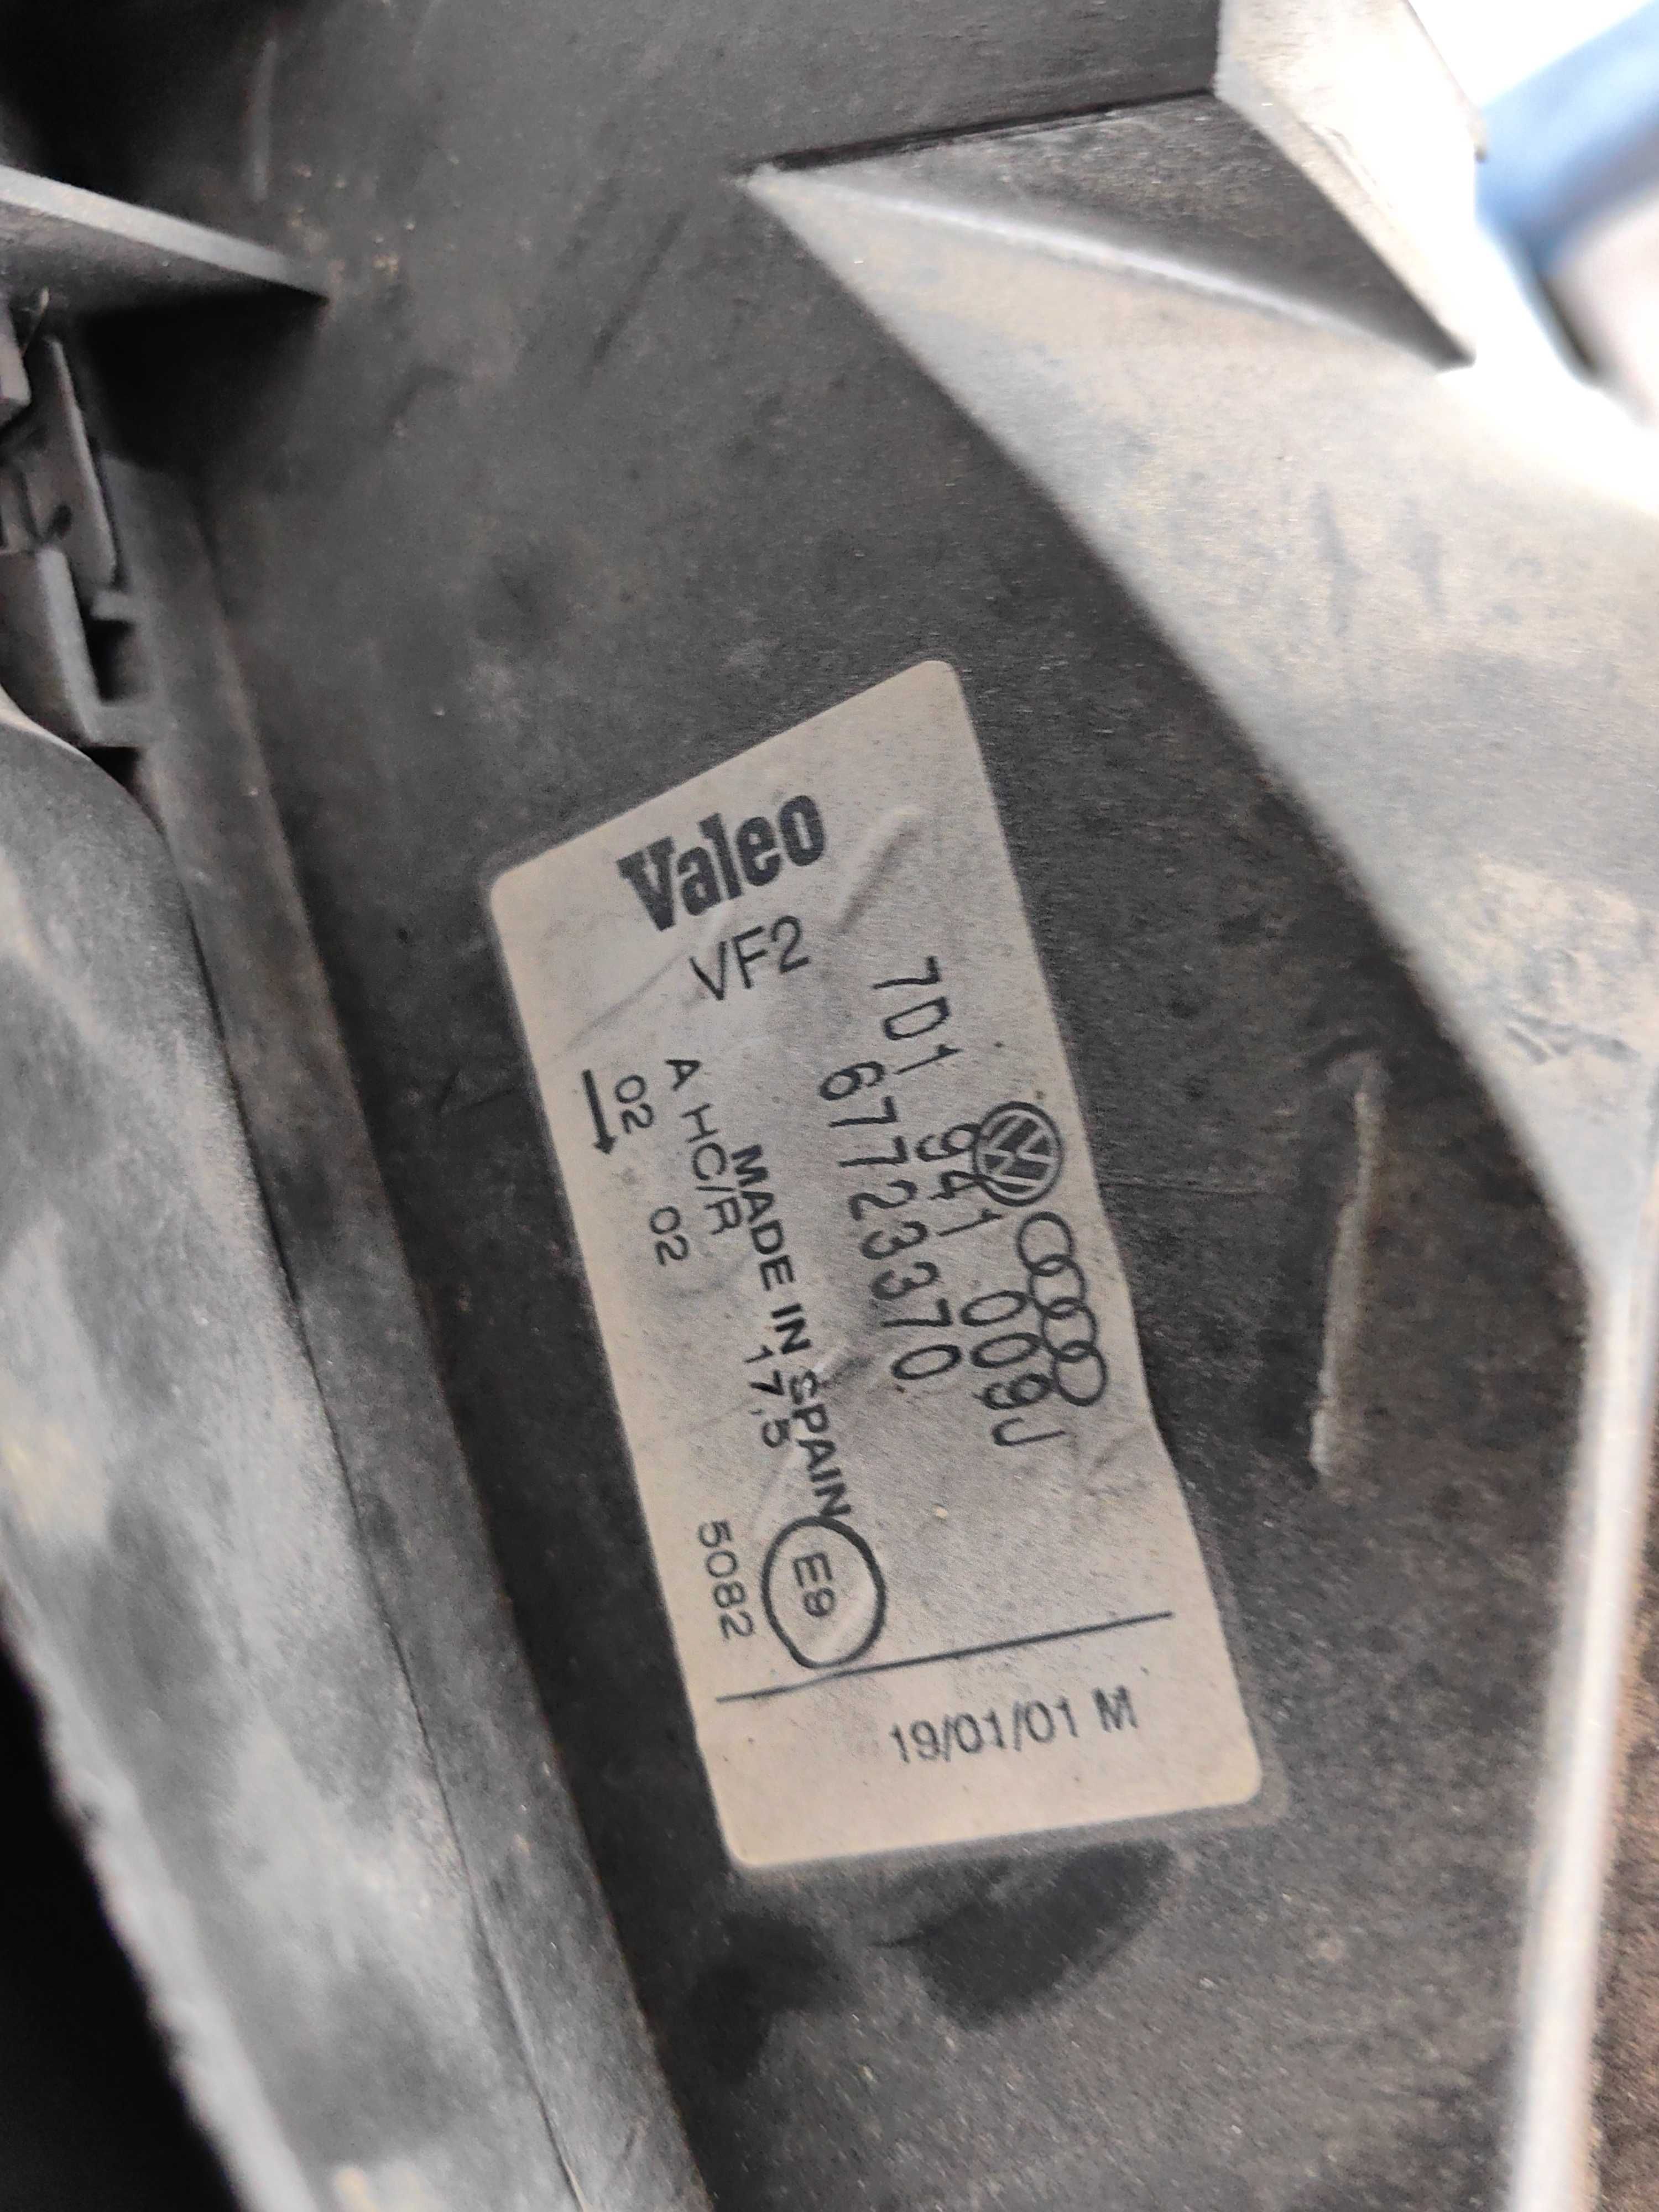 Valeo
VF2
7D1 941 009J
67723370
MADE IN SPAIN
17,5
A HC/R
02 02
E9
5082
19/01/01 M